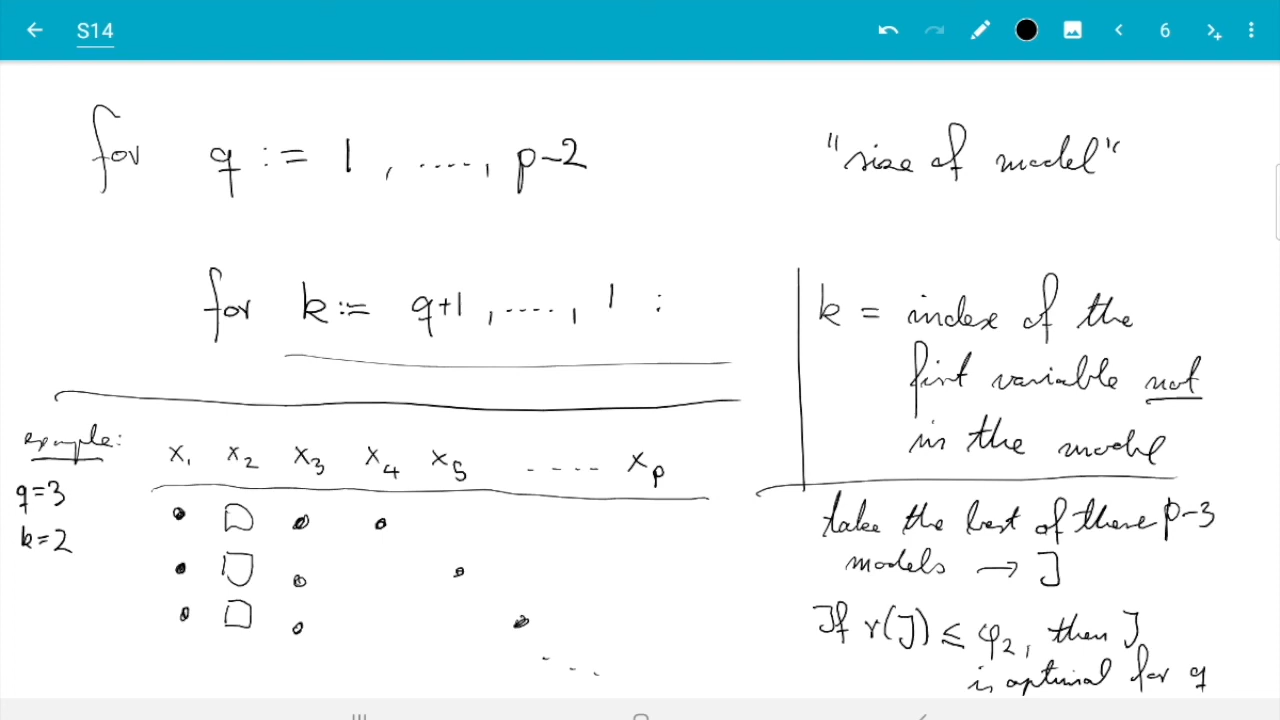 S14
6
for q := 1 , ....., p-2
"size of model"
for k := q+1 , ....., 1 :
k = index of the
first variable not
in the model
example:
q=3
k=2
x1 x2 x3 x4 x5 .... xp
take the best of these p-3
models → J
If r(J) ≤ φ2, then J
is optimal for q